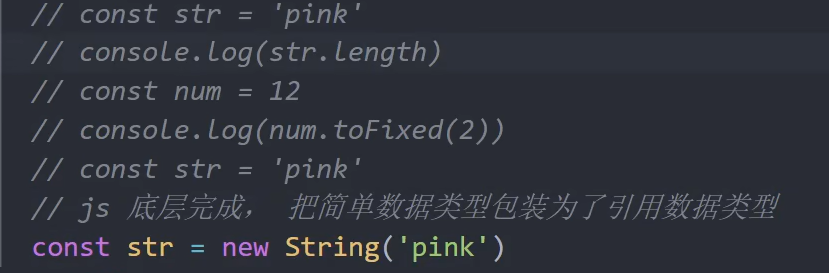 // const str = 'pink'
// console.log(str.length)
// const num = 12
// console.log(num.toFixed(2))
// const str = 'pink'
// js 底层完成， 把简单数据类型包装为了引用数据类型
const str = new String('pink')